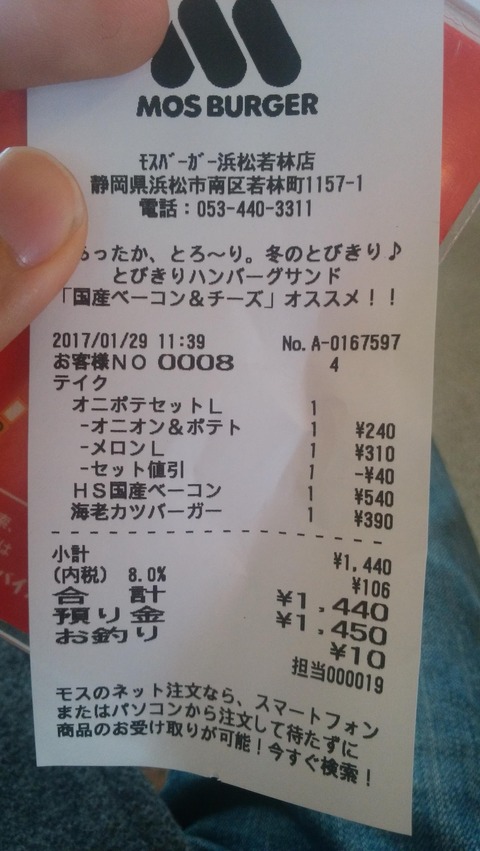 MOS BURGER
ﾓｽﾊﾞｰｶﾞｰ浜松若林店
静岡県浜松市南区若林町1157-1
電話：053-440-3311
ったか、とろ～り。冬のとびきり♪
とびきりハンバーグサンド
「国産ベーコン＆チーズ」オススメ！！
2017/01/29 11:39 No.A-0167597
お客様ＮＯ 0008 4
テイク
オニポテセットＬ 1
-オニオン＆ポテト 1 ¥240
-メロンＬ 1 ¥310
-セット値引 1 -¥40
ＨＳ国産ベーコン 1 ¥540
海老カツバーガー 1 ¥390
小計 ¥1,440
(内税) 8.0% ¥106
合 計 ¥1,440
預り金 ¥1,450
お釣り ¥10
担当000019
モスのネット注文なら、スマートフォン
またはパソコンから注文して待たずに
商品のお受け取りが可能！今すぐ検索！